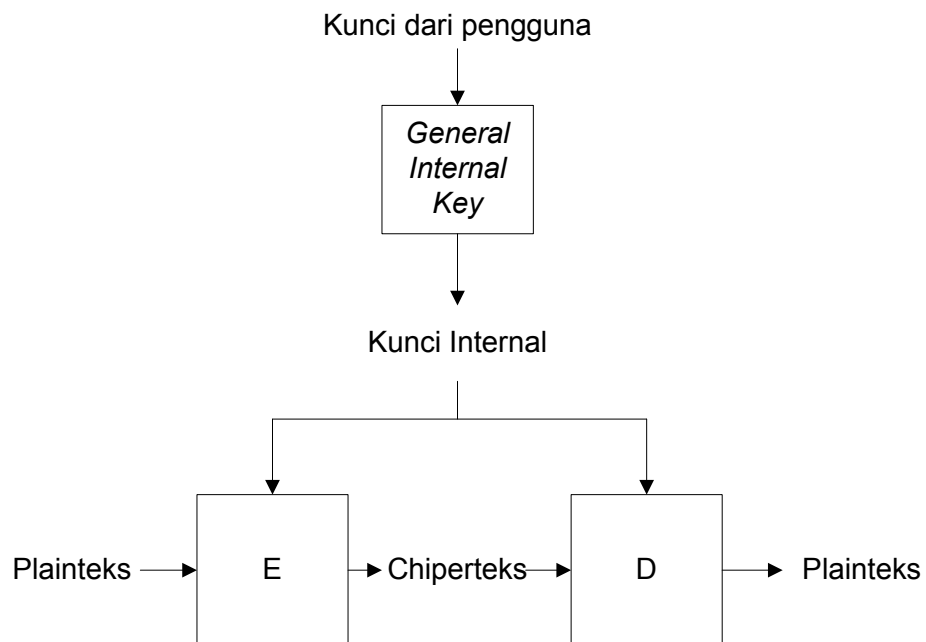 Kunci dari pengguna
General
Internal
Key
Kunci Internal
Plainteks E Chiperteks D Plainteks